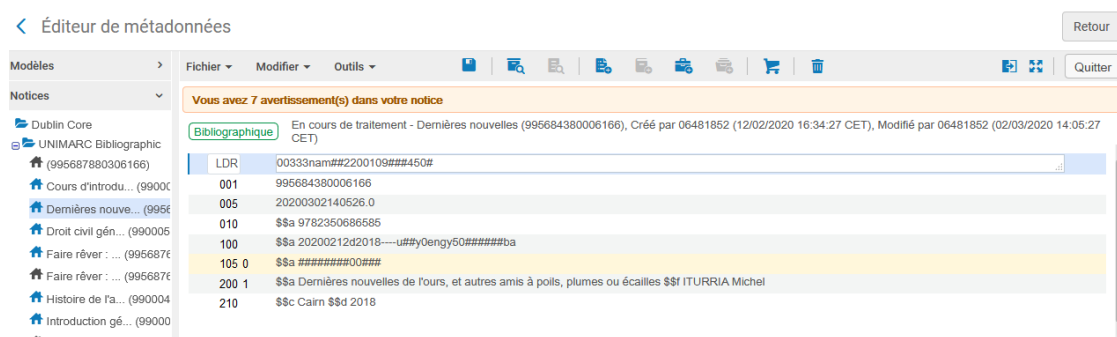 Éditeur de métadonnées
Retour
Modèles
Fichier Modifier Outils
Quitter
Notices
Vous avez 7 avertissement(s) dans votre notice
Dublin Core
UNIMARC Bibliographic
(995687880306166)
Cours d'introdu... (99000
Dernières nouve... (9956
Droit civil gén... (990005
Faire rêver : ... (9956876
Faire rêver : ... (9956876
Histoire de l'a... (990004
Introduction gé... (99000
Bibliographique
En cours de traitement - Dernières nouvelles (995684380006166), Créé par 06481852 (12/02/2020 16:34:27 CET), Modifié par 06481852 (02/03/2020 14:05:27
CET)
LDR 00333nam##2200109###450#
001 995684380006166
005 20200302140526.0
010 $$a 9782350686585
100 $$a 20200212d2018----u##y0engy50######ba
105 0 $$a ########00###
200 1 $$a Dernières nouvelles de l'ours, et autres amis à poils, plumes ou écailles $$f ITURRIA Michel
210 $$c Cairn $$d 2018